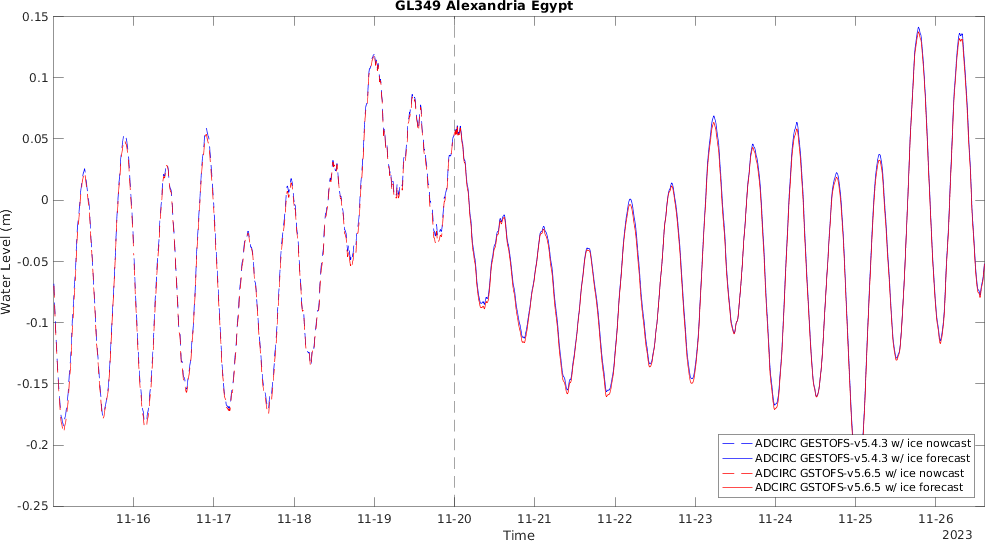 GL349 Alexandria Egypt
0.15
0.1
0.05
0
-0.05
-0.1
-0.15
-0.2
-0.25
Water Level (m)
ADCIRC GESTOFS-v5.4.3 w/ ice nowcast
ADCIRC GESTOFS-v5.4.3 w/ ice forecast
ADCIRC GSTOFS-v5.6.5 w/ ice nowcast
ADCIRC GSTOFS-v5.6.5 w/ ice forecast
11-16 11-17 11-18 11-19 11-20 11-21 11-22 11-23 11-24 11-25 11-26
Time
2023